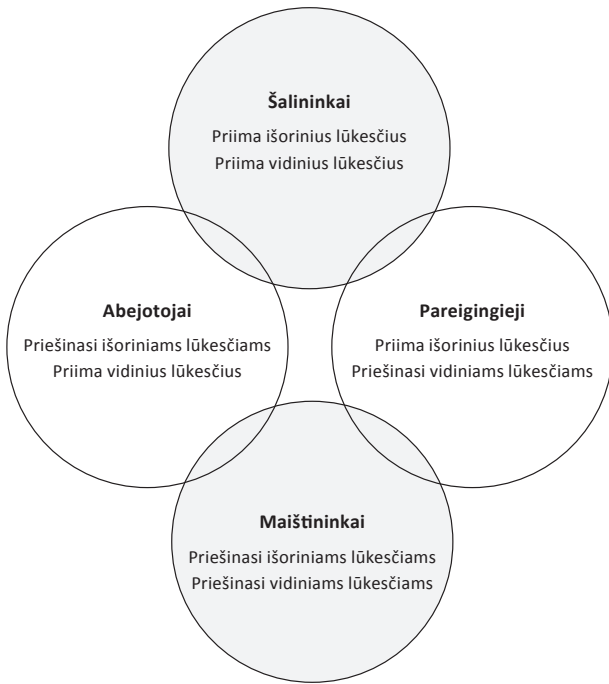 Šalininkai
Priima išorinius lūkesčius
Priima vidinius lūkesčius
Abejotojai
Priešinasi išoriniams lūkesčiams
Priima vidinius lūkesčius
Pareigingieji
Priima išorinius lūkesčius
Priešinasi vidiniams lūkesčiams
Maištininkai
Priešinasi išoriniams lūkesčiams
Priešinasi vidiniams lūkesčiams